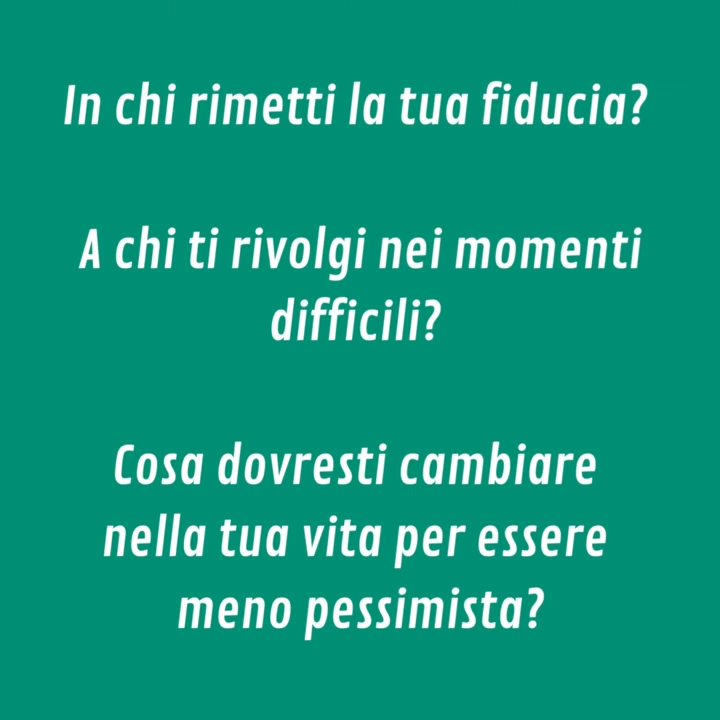 In chi rimetti la tua fiducia?
A chi ti rivolgi nei momenti
difficili?
Cosa dovresti cambiare
nella tua vita per essere
meno pessimista?